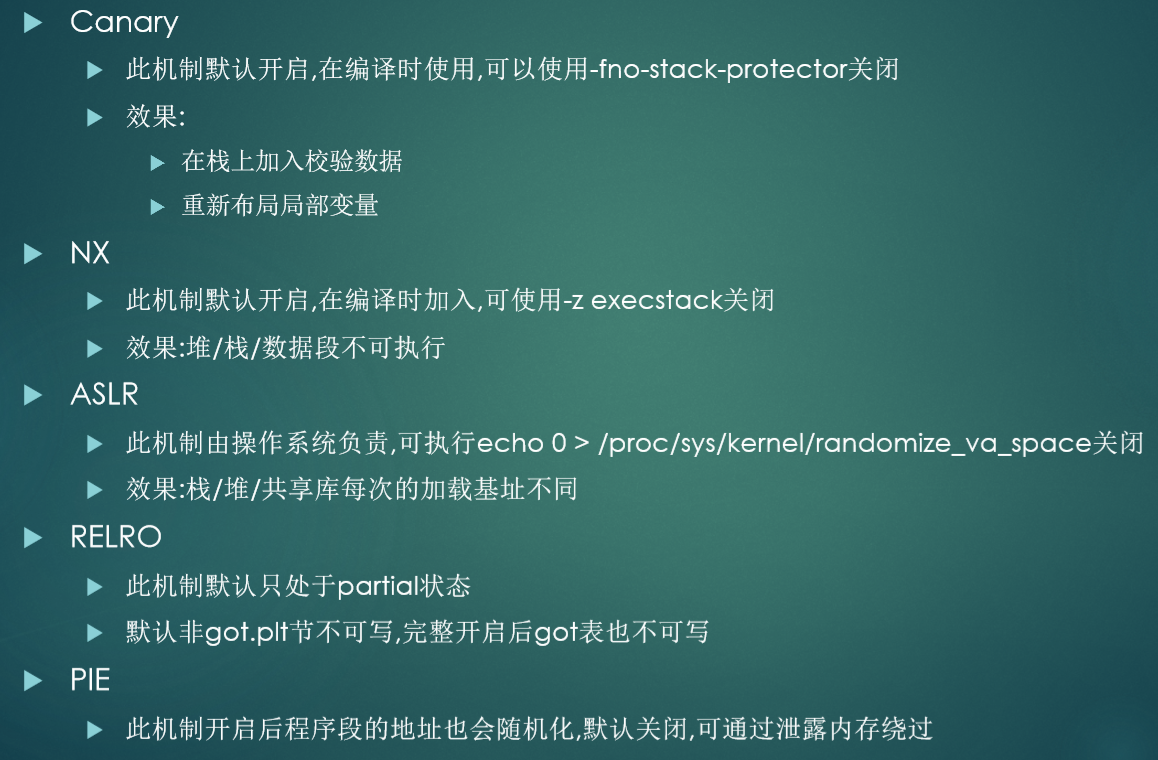 Canary
此机制默认开启,在编译时使用,可以使用-fno-stack-protector关闭
效果:
在栈上加入校验数据
重新布局局部变量
NX
此机制默认开启,在编译时加入,可使用-z execstack关闭
效果:堆/栈/数据段不可执行
ASLR
此机制由操作系统负责,可执行echo 0 > /proc/sys/kernel/randomize_va_space关闭
效果:栈/堆/共享库每次的加载基址不同
RELRO
此机制默认只处于partial状态
默认非got.plt节不可写,完整开启后got表也不可写
PIE
此机制开启后程序段的地址也会随机化,默认关闭,可通过泄露内存绕过